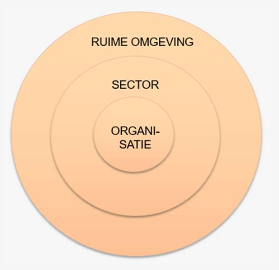 RUIME OMGEVING
SECTOR
ORGANI-
SATIE